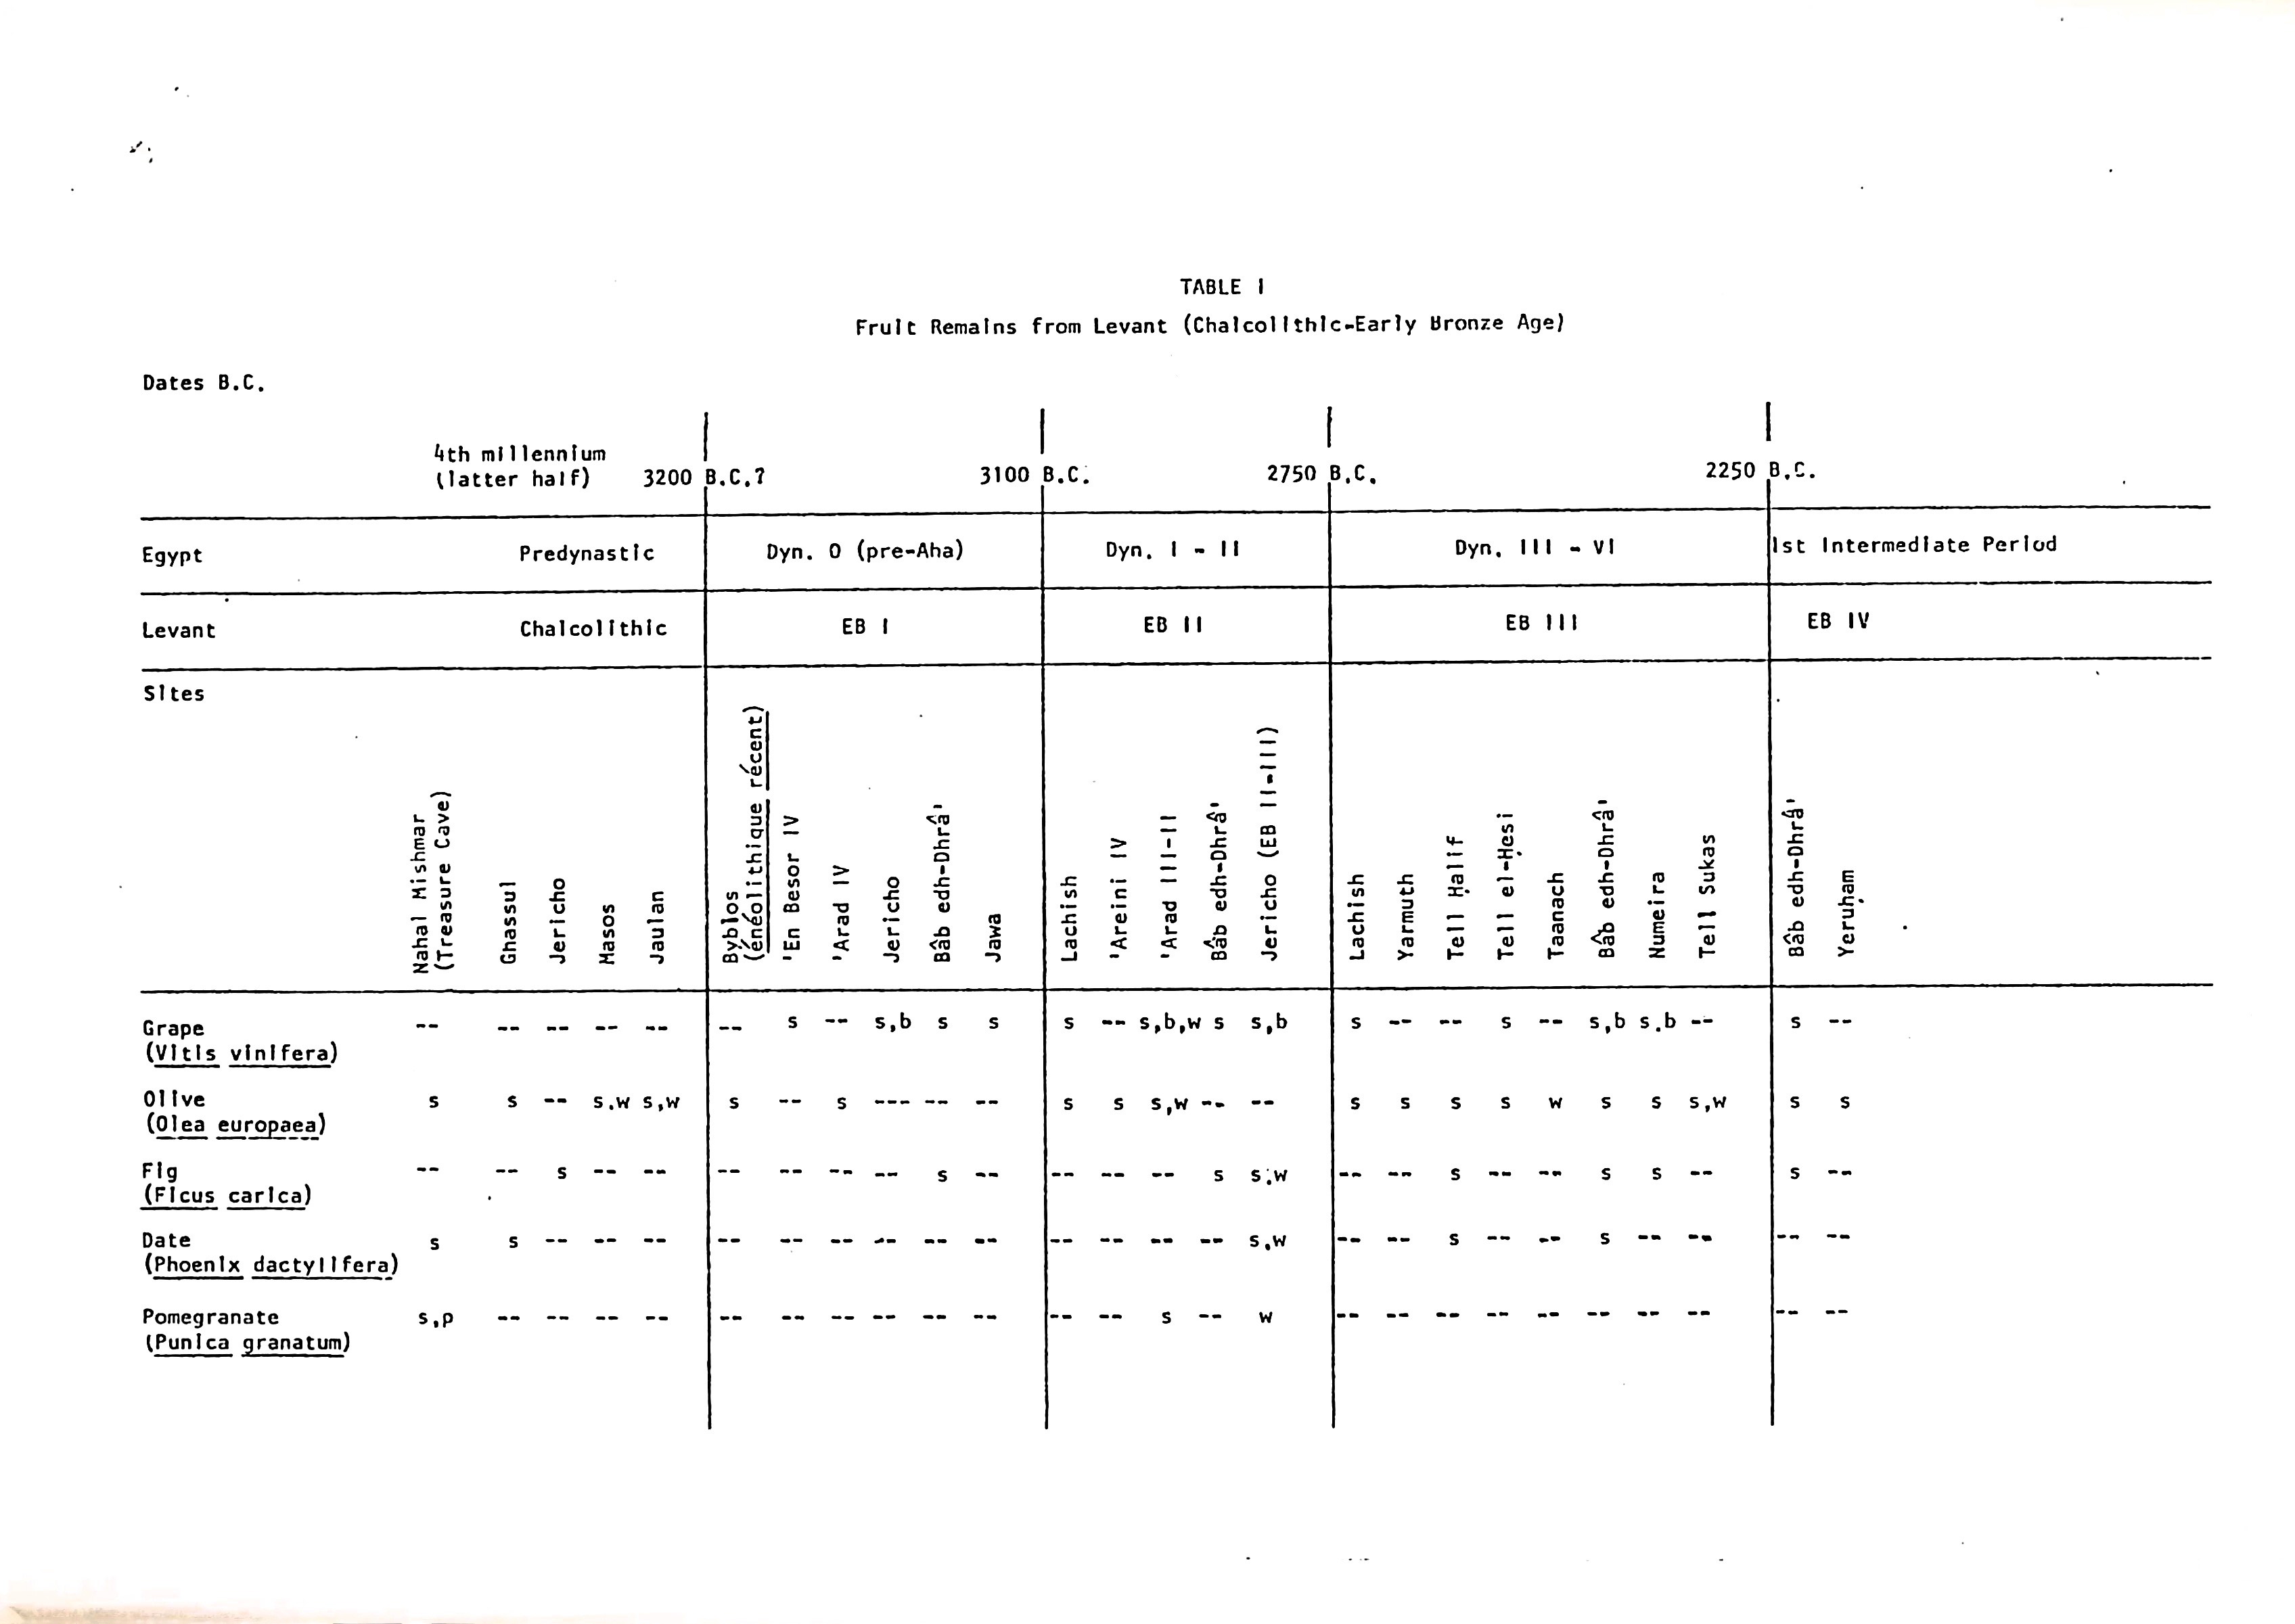 TABLE I
Fruit Remains from Levant (Chalcolithic-Early Bronze Age)
Dates B.C.
4th millennium
(latter half) 3200 B.C.? 3100 B.C. 2750 B.C. 2250 B.C.
Egypt Predynastic Dyn. 0 (pre-Aha) Dyn. I - II Dyn. III - VI 1st Intermediate Period
Levant Chalcolithic EB I EB II EB III EB IV
Sites
Nahal Mishmar
(Treasure Cave)
Ghassul
Jericho
Masos
Jaulan
Byblos
(énéolithique récent)
'En Besor IV
'Arad IV
Jericho
Bâb edh-Dhrâ'
Jawa
Lachish
'Areini IV
'Arad III-II
Bâb edh-Dhrâ'
Jericho (EB II-III)
Lachish
Yarmuth
Tell Ḥalif
Tell el-Ḥesi
Taanach
Bâb edh-Dhrâ'
Numeira
Tell Sukas
Bâb edh-Dhrâ'
Yeruḥam
Grape -- -- -- -- -- -- s -- s,b s s s -- s,b,w s s,b s -- -- s -- s,b s,b -- s --
(Vitis vinifera)
Olive s s -- s,w s,w s -- s --- -- -- s s s,w -- -- s s s s w s s s,w s s
(Olea europaea)
Fig -- -- s -- -- -- -- -- -- s -- -- -- -- s s,w -- -- s -- -- s s -- s --
(Ficus carica)
Date s s -- -- -- -- -- -- -- -- -- -- -- -- -- s,w -- -- s -- -- s -- -- -- --
(Phoenix dactylifera)
Pomegranate s,p -- -- -- -- -- -- -- -- -- -- -- -- s -- w -- -- -- -- -- -- -- -- -- --
(Punica granatum)